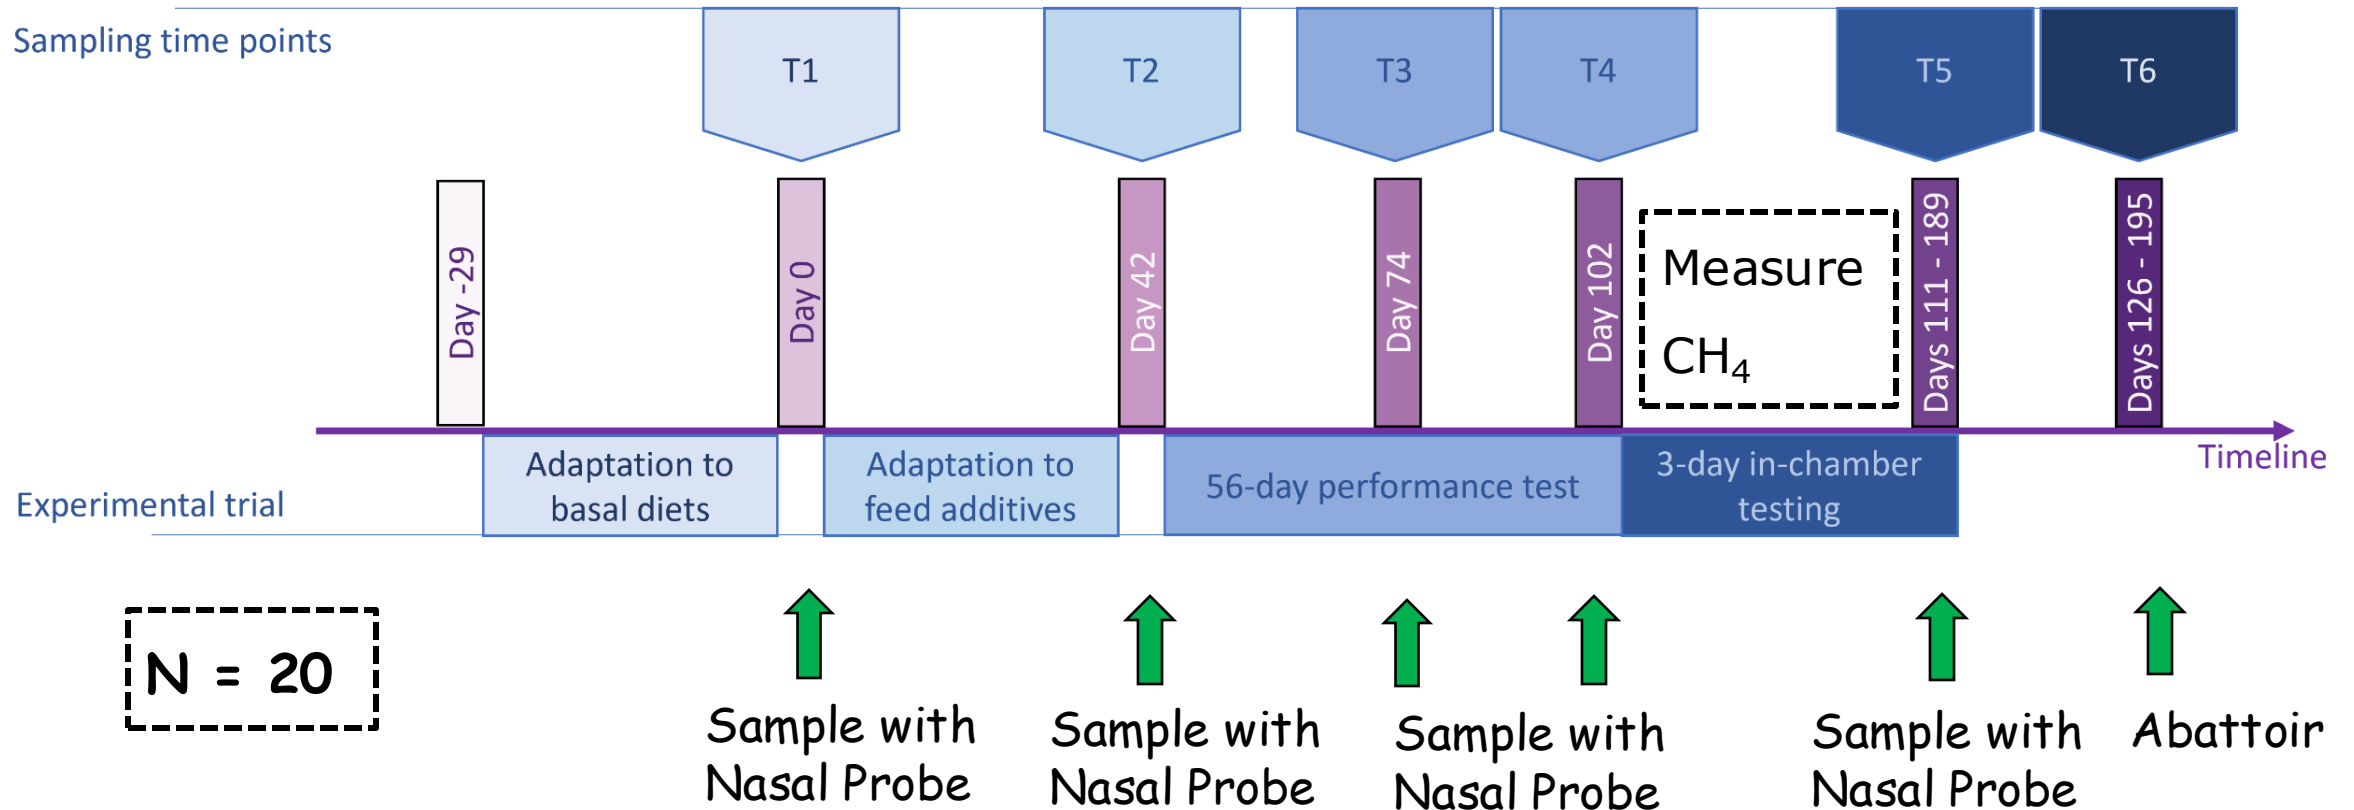 Sampling time points
T1
T2
T3
T4
T5
T6
Day -29
Day 0
Day 42
Day 74
Day 102
Measure
CH₄
Days 111 - 189
Days 126 - 195
Timeline
Experimental trial
Adaptation to
basal diets
Adaptation to
feed additives
56-day performance test
3-day in-chamber
testing
N = 20
Sample with
Nasal Probe
Sample with
Nasal Probe
Sample with
Nasal Probe
Sample with
Nasal Probe
Abattoir